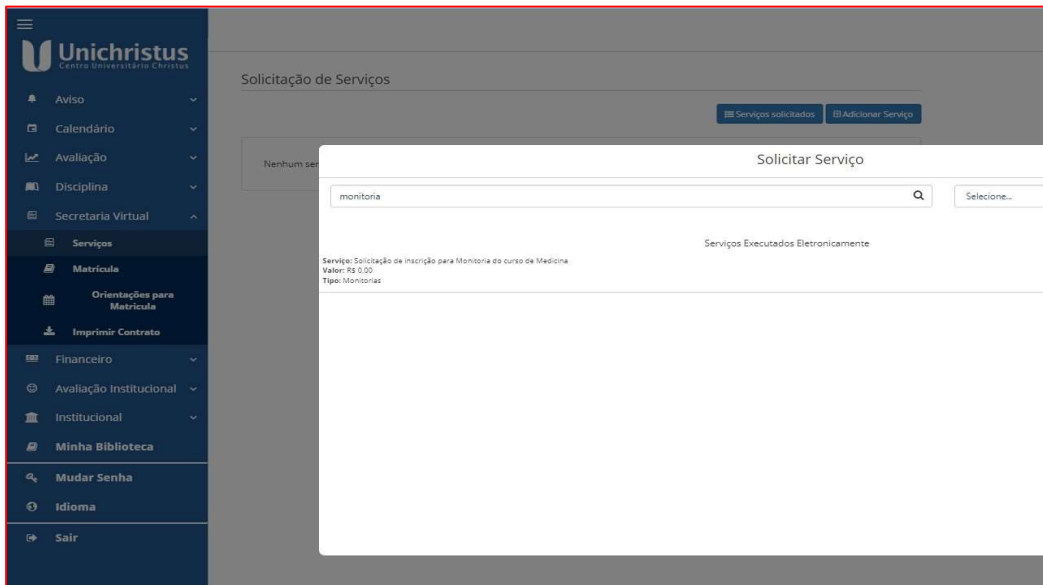 Unichristus
Centro Universitário Christus
Aviso
Calendário
Avaliação
Disciplina
Secretaria Virtual
Serviços
Matrícula
Orientações para
Matrícula
Imprimir Contrato
Financeiro
Avaliação Institucional
Institucional
Minha Biblioteca
Mudar Senha
Idioma
Sair
Solicitação de Serviços
Serviços solicitados
Adicionar Serviço
Nenhum ser
Solicitar Serviço
monitoria
Selecione...
Serviços Executados Eletronicamente
Serviço: Solicitação de Inscrição para Monitoria do curso de Medicina
Valor: R$ 0,00
Tipo: Monitorias